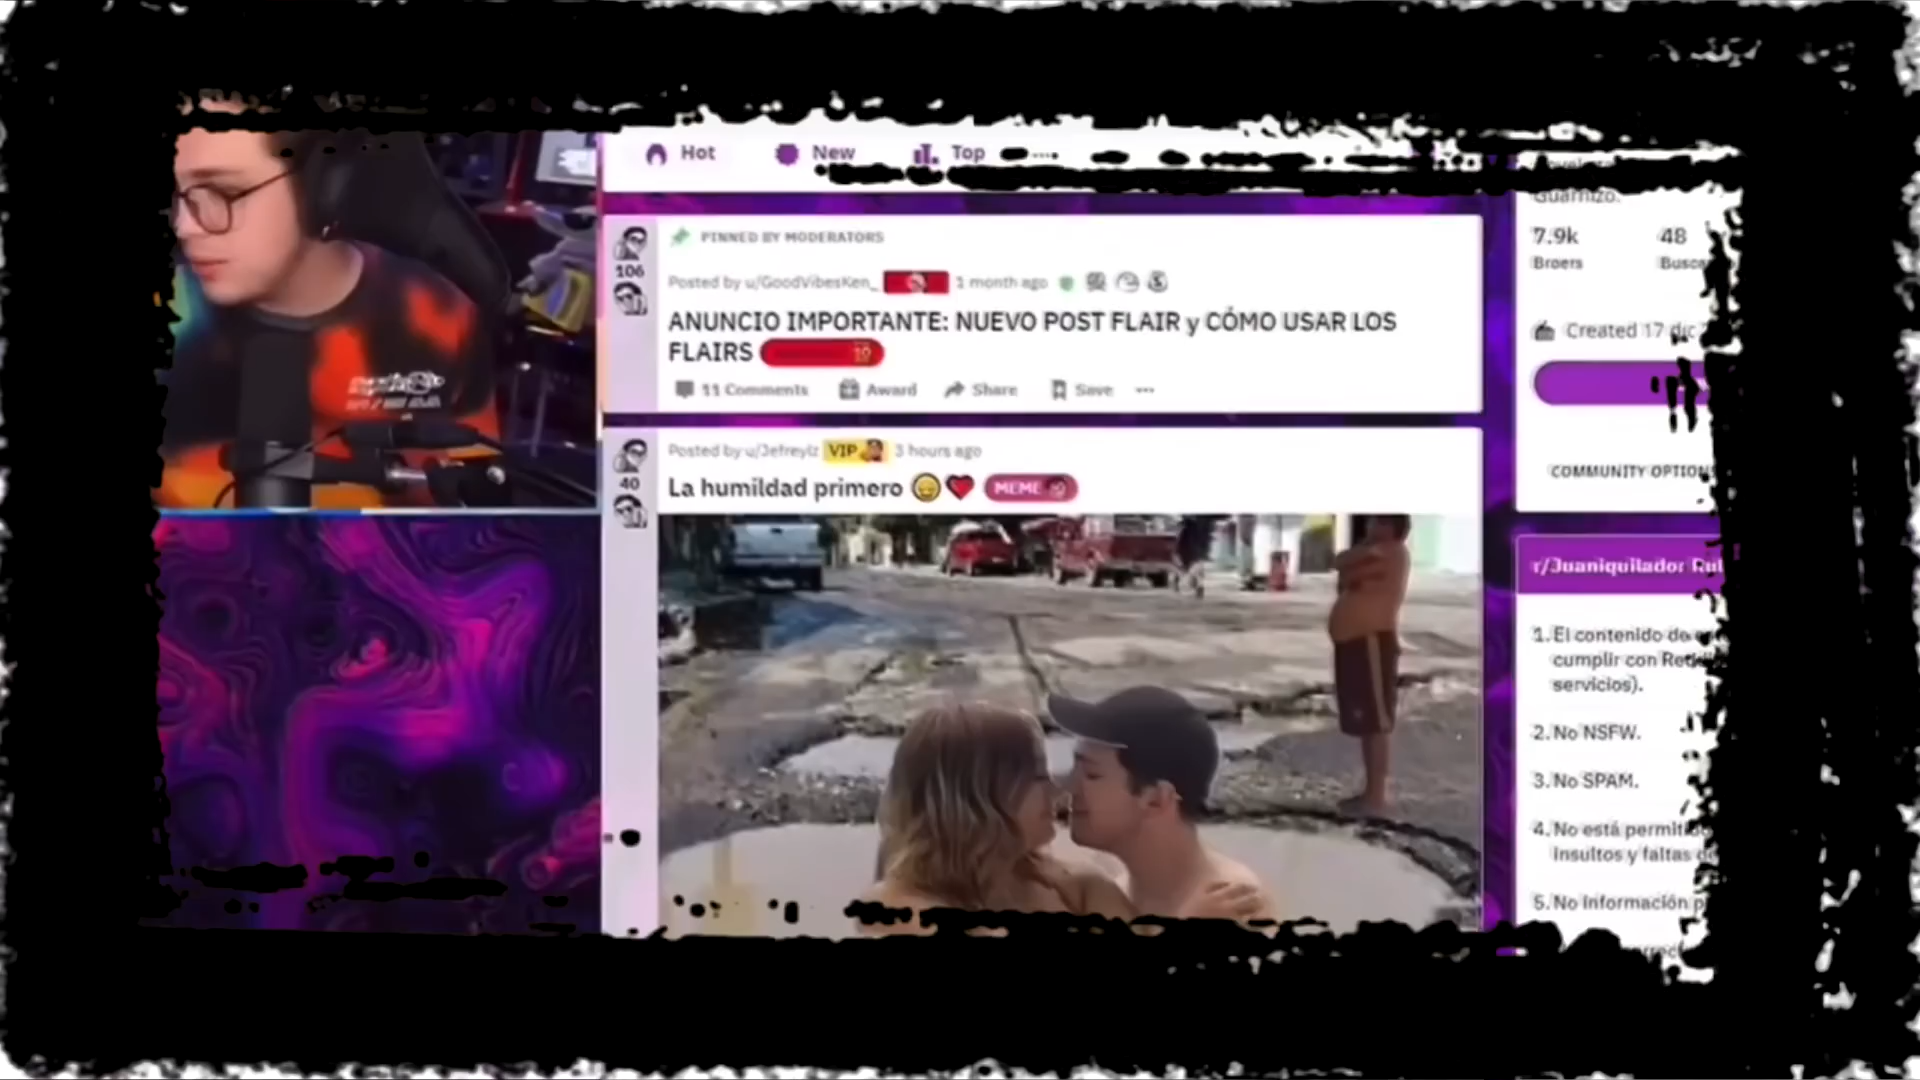 Hot
New
Top
Guarnizo.
PINNED BY MODERATORS
106
Posted by u/GoodVibesKen_
1 month ago
ANUNCIO IMPORTANTE: NUEVO POST FLAIR y CÓMO USAR LOS
FLAIRS
11 Comments
Award
Share
Save
Posted by u/Jefreylz
VIP
3 hours ago
40
La humildad primero
MEME
7.9k
48
Broers
Created 17 dic
COMMUNITY OPTIONS
r/Juaniquilador
1. El contenido de
cumplir con
servicios).
2. No NSFW.
3. No SPAM.
4. No está
Insultos y faltas
5. No información